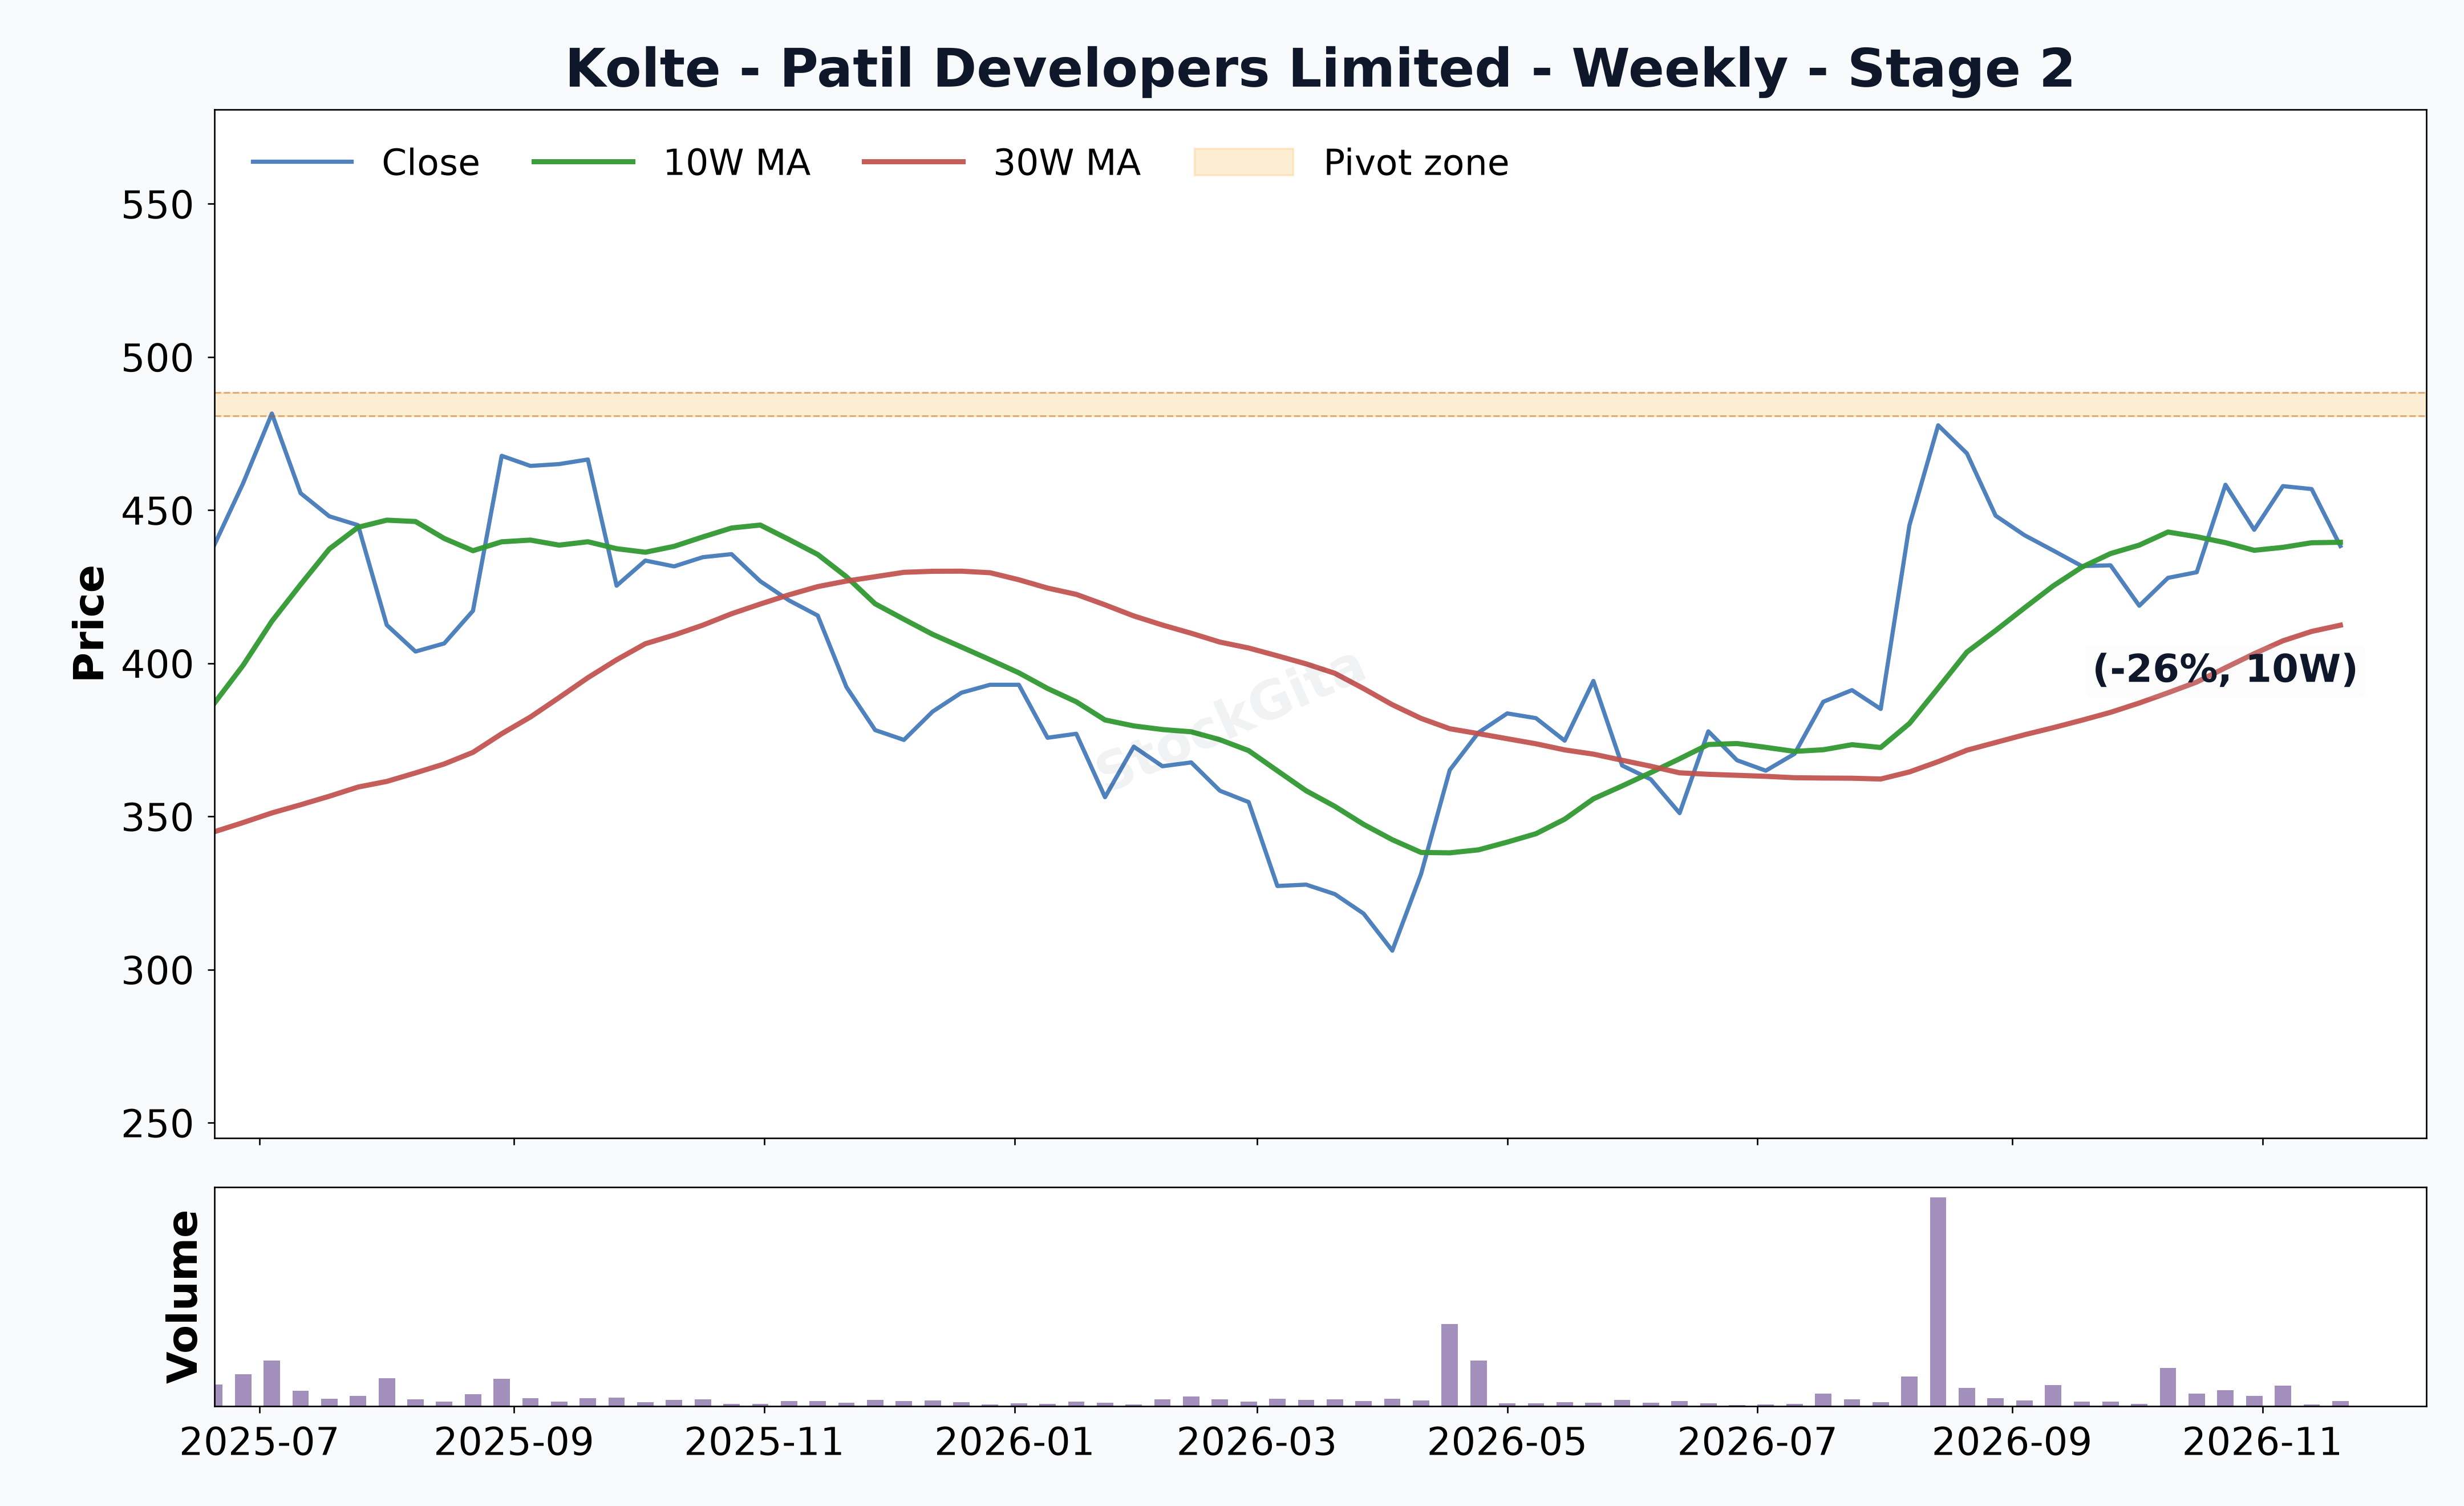 Kolte - Patil Developers Limited - Weekly - Stage 2
Close 10W MA 30W MA Pivot zone
550
500
450
400
350
300
250
Price
(-26%, 10W)
StockGita
Volume
2025-07 2025-09 2025-11 2026-01 2026-03 2026-05 2026-07 2026-09 2026-11